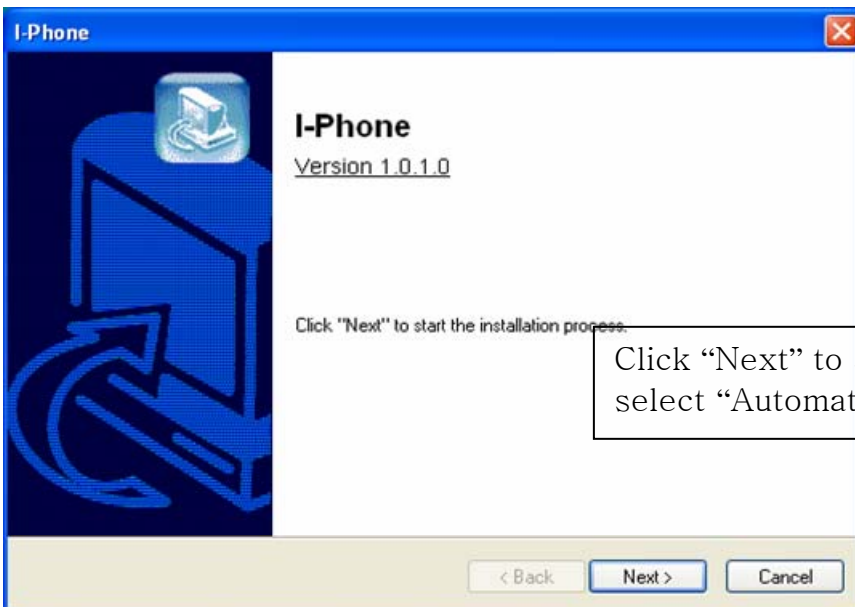 I-Phone
I-Phone
Version 1.0.1.0
Click "Next" to start the installation process.
Click “Next” to
select “Automat
< Back
Next >
Cancel